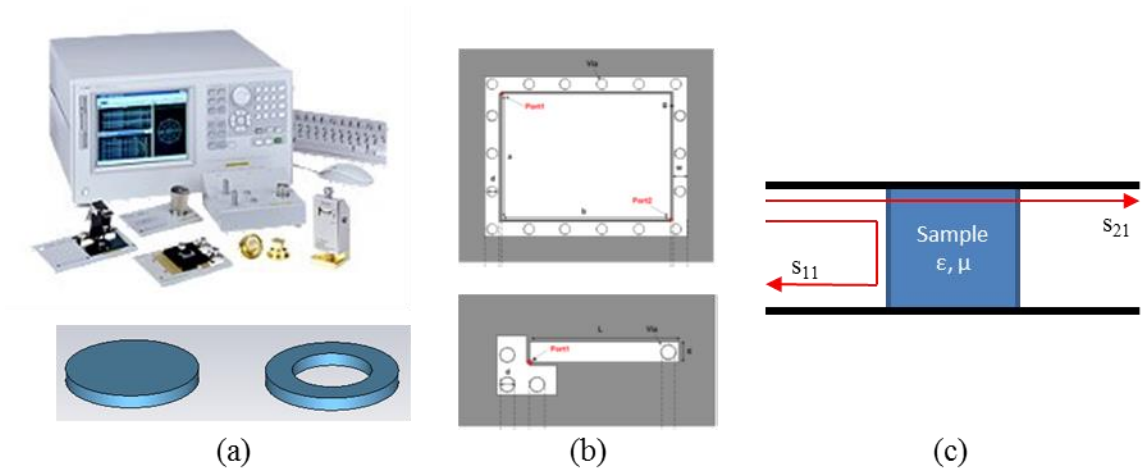 Via
Port1
g
a
w
d
Port2
b
L
Via
Port1
g
d
Sample
ε, μ
s21
s11
(a)
(b)
(c)